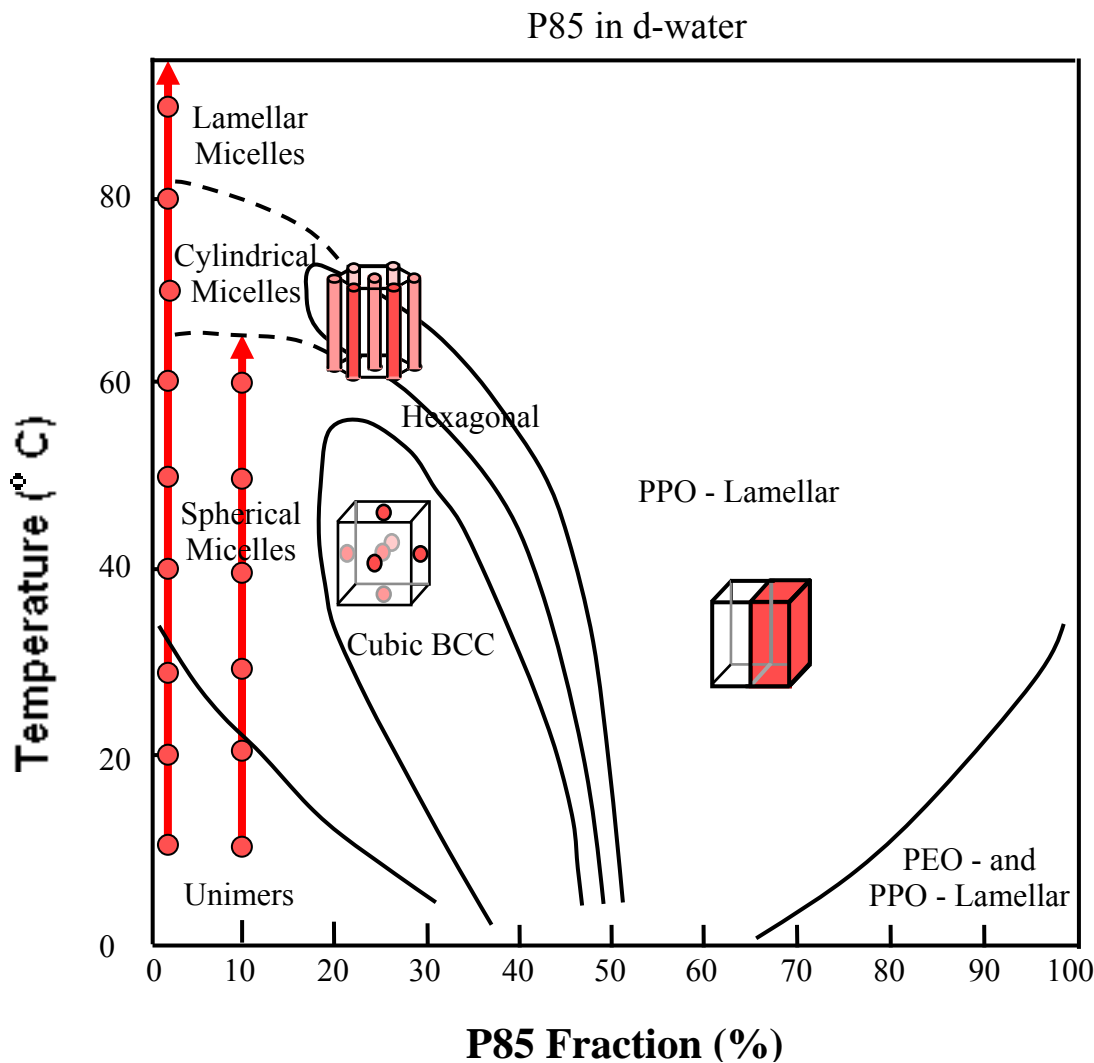 P85 in d-water
Lamellar
Micelles
80
Cylindrical
Micelles
60
Hexagonal
PPO - Lamellar
Spherical
Micelles
40
Cubic BCC
20
PEO - and
PPO - Lamellar
Unimers
0
0 10 20 30 40 50 60 70 80 90 100
P85 Fraction (%)
Temperature (° C)